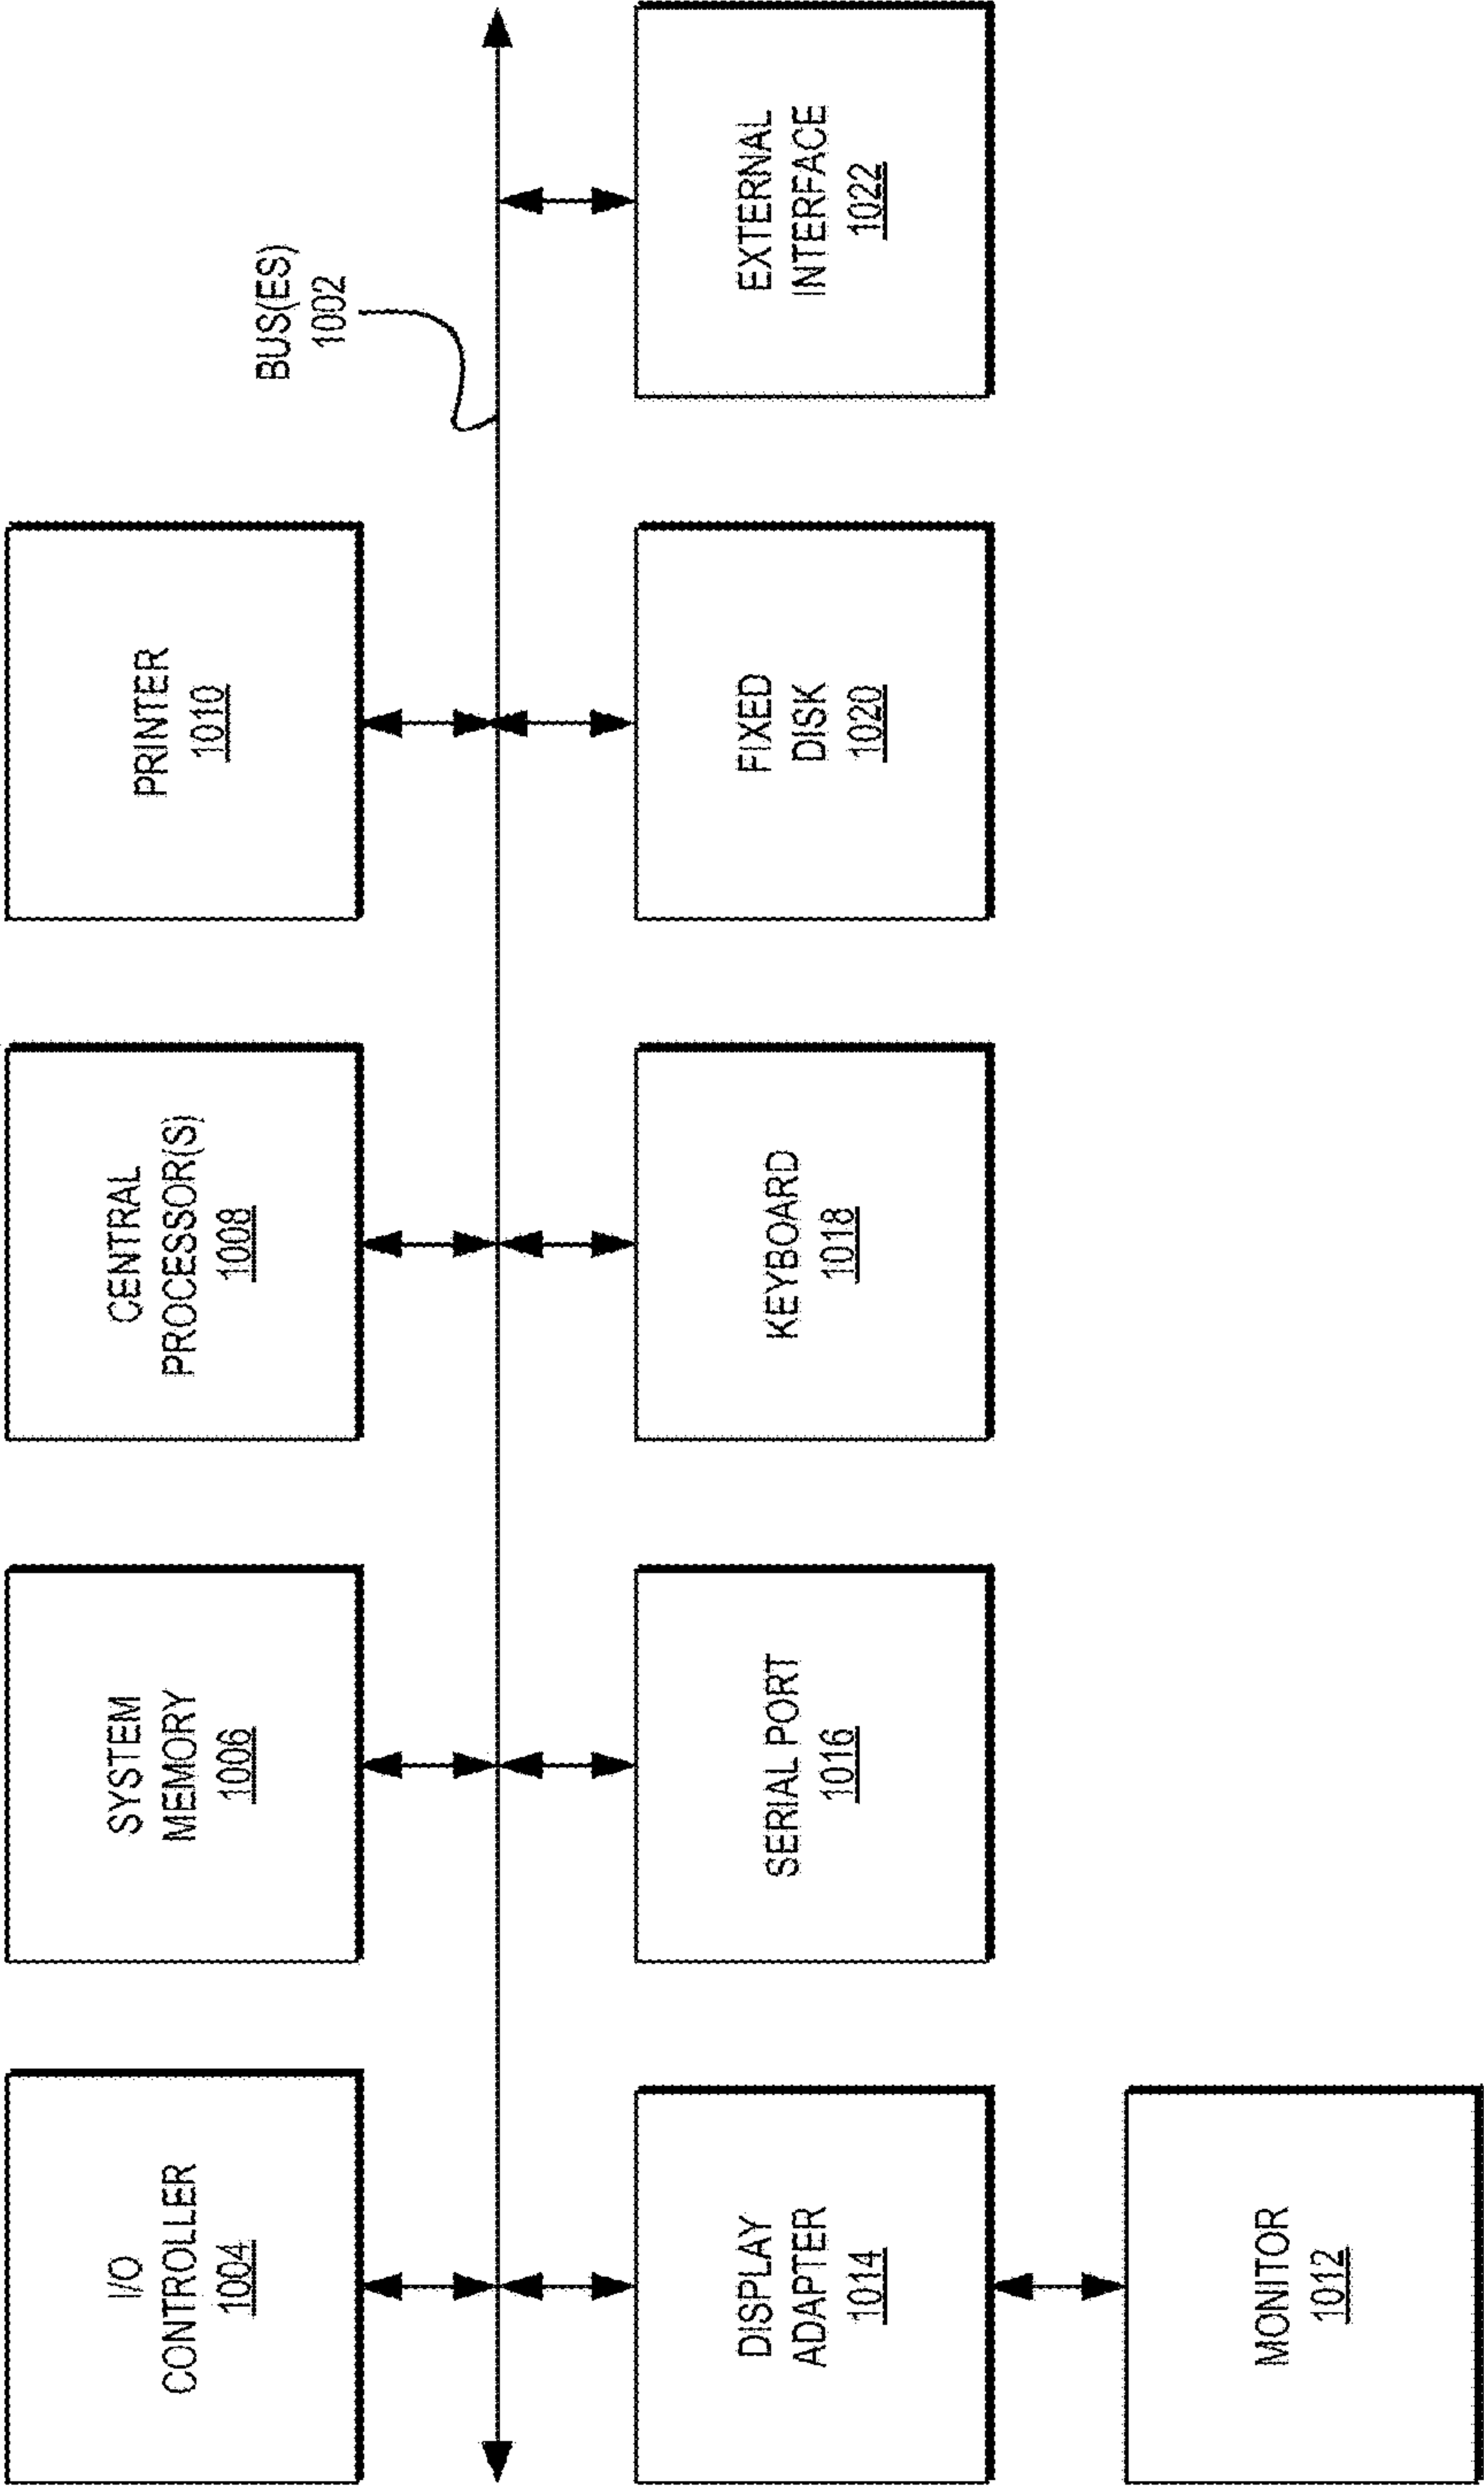 I/O
CONTROLLER
1004
SYSTEM
MEMORY
1006
CENTRAL
PROCESSOR(S)
1008
PRINTER
1010
BUS(ES)
1002
DISPLAY
ADAPTER
1014
SERIAL PORT
1016
KEYBOARD
1018
FIXED
DISK
1020
EXTERNAL
INTERFACE
1022
MONITOR
1012